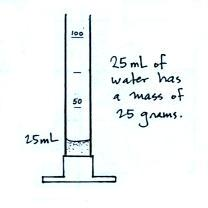 100
50
25mL
25 mL of
water has
a mass of
25 grams.